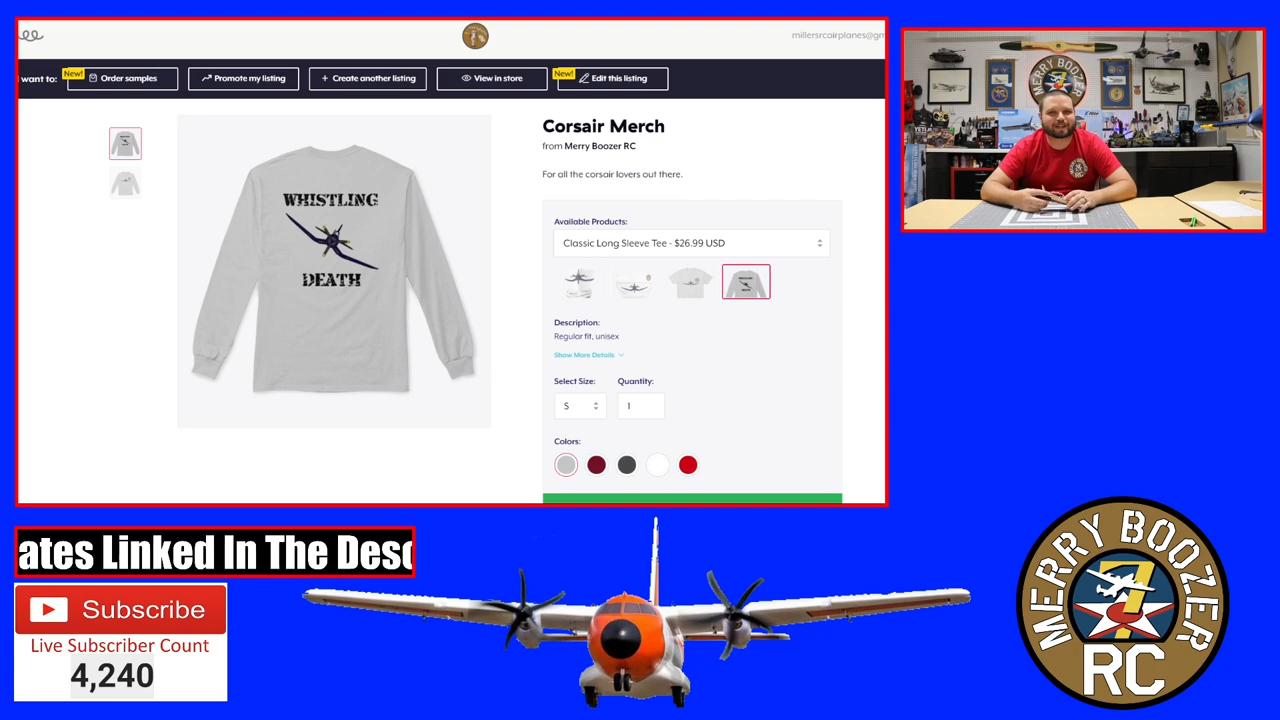 millersrcairplanes@gm
I want to:
New!
Order samples
Promote my listing
+ Create another listing
View in store
New!
Edit this listing
Corsair Merch
from Merry Boozer RC
For all the corsair lovers out there.
WHISTLING
DEATH
Available Products:
Classic Long Sleeve Tee - $26.99 USD
Description:
Regular fit, unisex
Show More Details
Select Size:
Quantity:
S
1
Colors:
MERRY BOOZER
RC
ates Linked In The Desc
Subscribe
Live Subscriber Count
4,240
MERRY BOOZER
7
RC